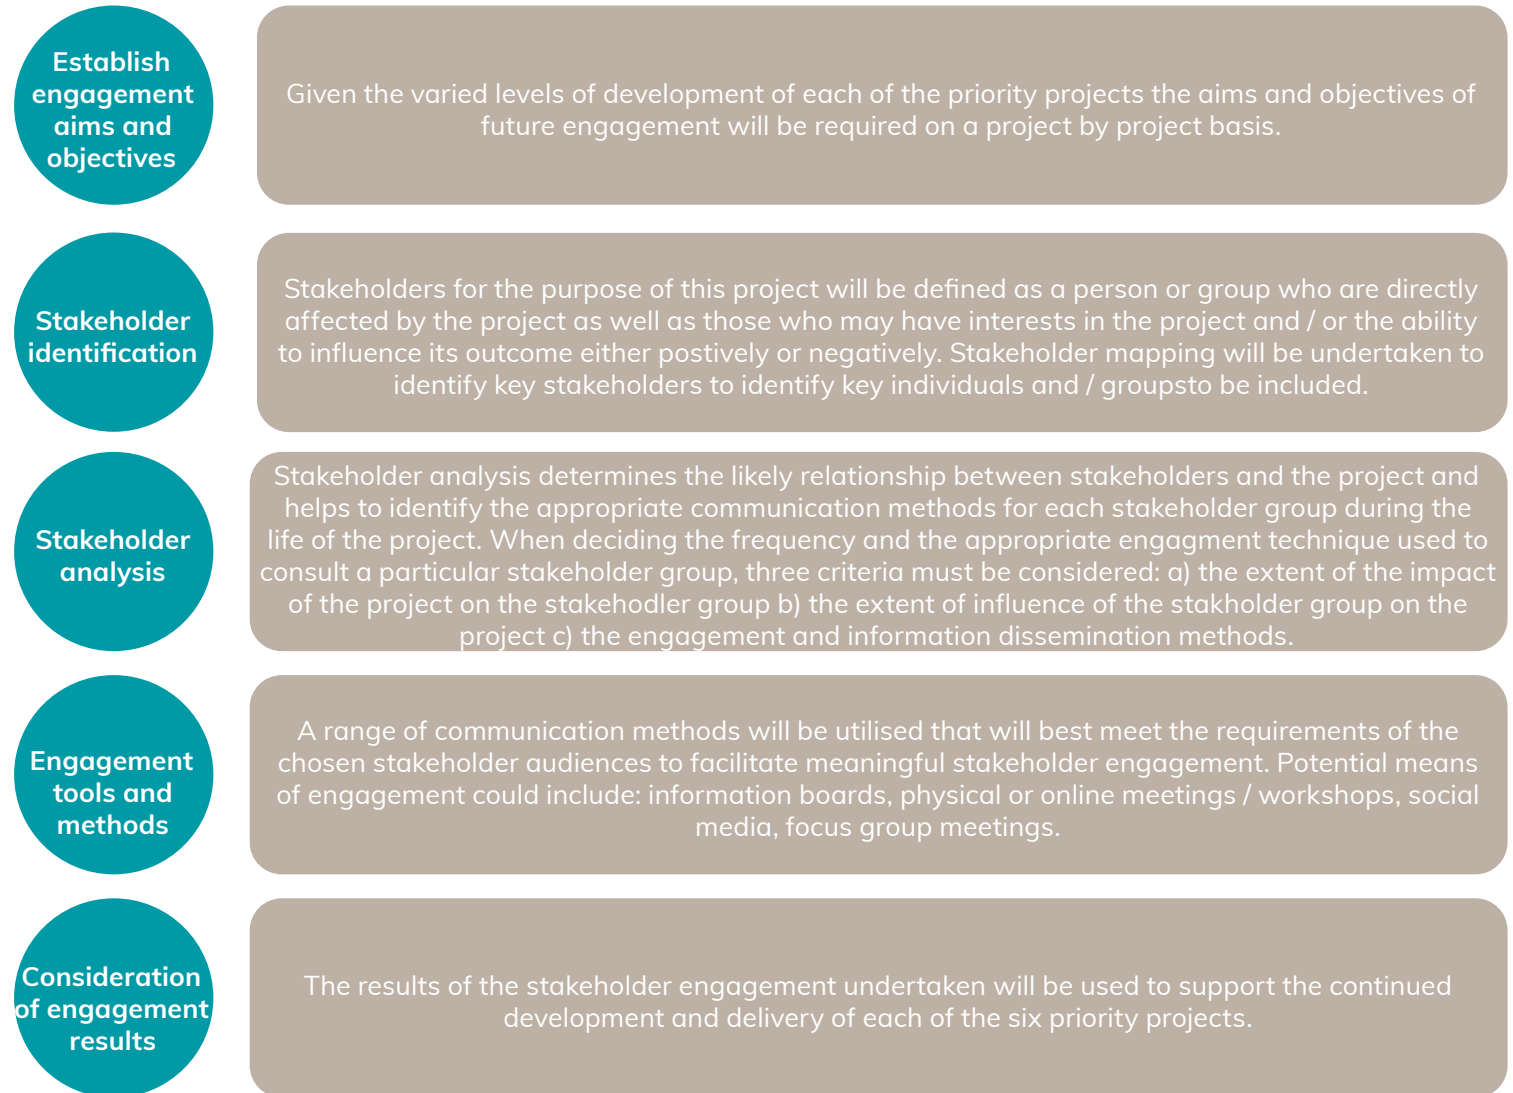 Establish
engagement
aims and
objectives
Given the varied levels of development of each of the priority projects the aims and objectives of
future engagement will be required on a project by project basis.
Stakeholder
identification
Stakeholders for the purpose of this project will be defined as a person or group who are directly
affected by the project as well as those who may have interests in the project and / or the ability
to influence its outcome either postively or negatively. Stakeholder mapping will be undertaken to
identify key stakeholders to identify key individuals and / groupsto be included.
Stakeholder
analysis
Stakeholder analysis determines the likely relationship between stakeholders and the project and
helps to identify the appropriate communication methods for each stakeholder group during the
life of the project. When deciding the frequency and the appropriate engagment technique used to
consult a particular stakeholder group, three criteria must be considered: a) the extent of the impact
of the project on the stakehodler group b) the extent of influence of the stakholder group on the
project c) the engagement and information dissemination methods.
Engagement
tools and
methods
A range of communication methods will be utilised that will best meet the requirements of the
chosen stakeholder audiences to facilitate meaningful stakeholder engagement. Potential means
of engagement could include: information boards, physical or online meetings / workshops, social
media, focus group meetings.
Consideration
of engagement
results
The results of the stakeholder engagement undertaken will be used to support the continued
development and delivery of each of the six priority projects.